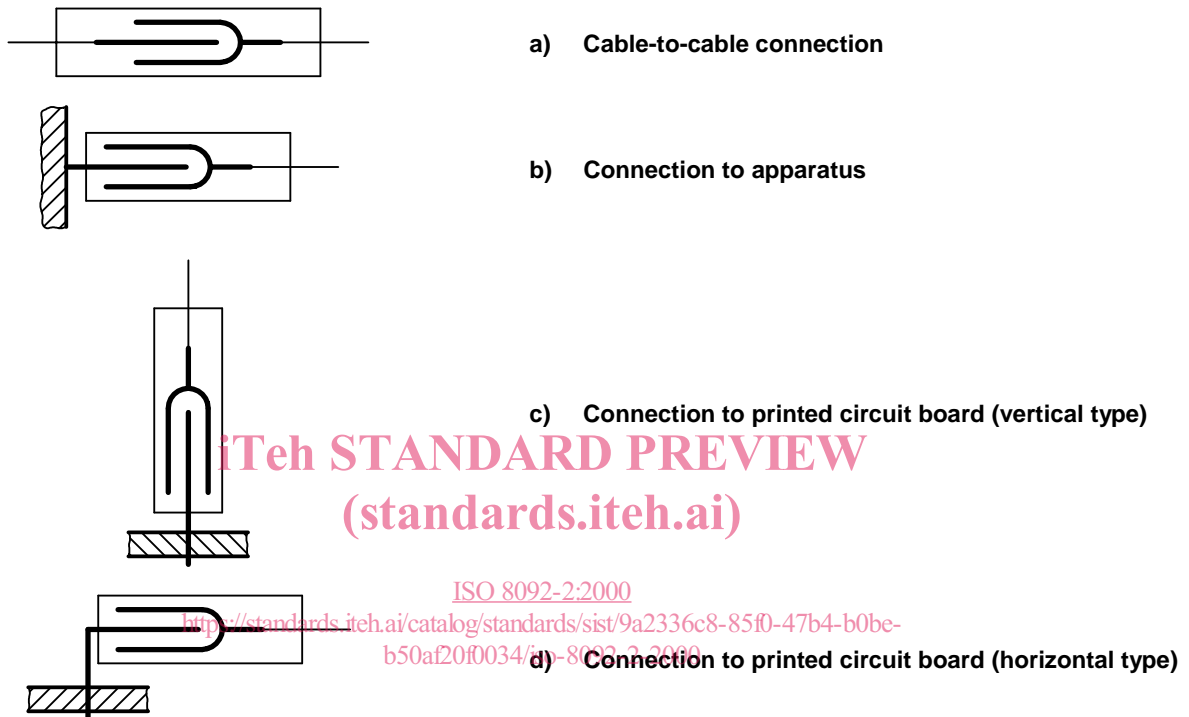 a) Cable-to-cable connection
b) Connection to apparatus
c) Connection to printed circuit board (vertical type)
iTeh STANDARD PREVIEW
(standards.iteh.ai)
ISO 8092-2:2000
https://standards.iteh.ai/catalog/standards/sist/9a2336c8-85f0-47b4-b0be-
b50af20f0034/iso-8092-2-2000
d) Connection to printed circuit board (horizontal type)